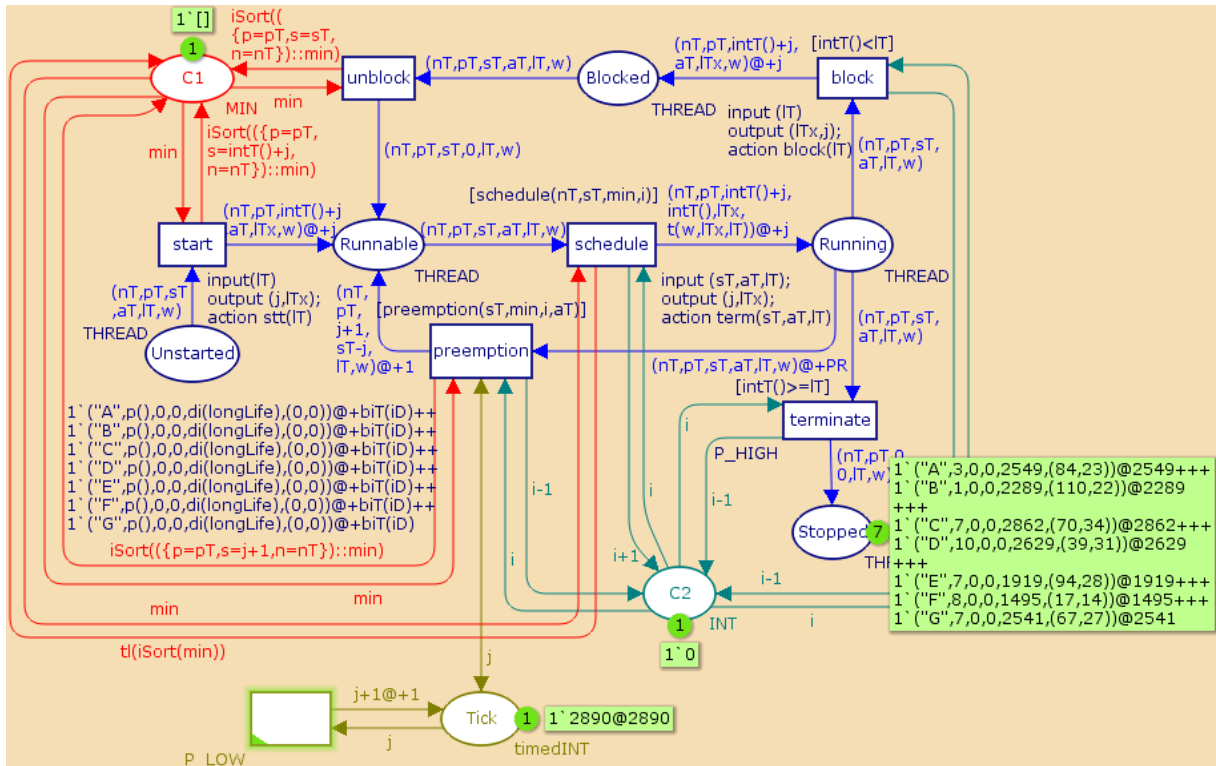 1`[]
1
C1
iSort((
{p=pT,s=sT,
n=nT})::min)
MIN
min
unblock
(nT,pT,sT,aT,lT,w)
Blocked
THREAD
(nT,pT,intT()+j,
aT,lTx,w)@+j
[intT()<lT]
block
input (lT)
output (lTx,j);
action block(lT)
(nT,pT,sT,
aT,lT,w)
min
iSort(({p=pT,
s=intT()+j,
n=nT})::min)
(nT,pT,sT,0,lT,w)
[schedule(nT,sT,min,i)]
(nT,pT,intT()+j,
intT(),lTx,
t(w,lTx,lT))@+j
(nT,pT,intT()+j
,aT,lTx,w)@+j
start
Runnable
THREAD
(nT,pT,sT,aT,lT,w)
schedule
Running
THREAD
(nT,pT,sT
,aT,lT,w)
input(lT)
output (j,lTx);
action stt(lT)
THREAD
Unstarted
(nT,
pT,
j+1,
sT-j,
lT,w)@+1
[preemption(sT,min,i,aT)]
preemption
input (sT,aT,lT);
output (j,lTx);
action term(sT,aT,lT)
(nT,pT,sT,
aT,lT,w)
(nT,pT,sT,aT,lT,w)@+PR
[intT()>=lT]
terminate
P_HIGH
i
i-1
(nT,pT,0,
0,lT,w)
1`("A",p(),0,0,di(longLife),(0,0))@+biT(iD)++
1`("B",p(),0,0,di(longLife),(0,0))@+biT(iD)++
1`("C",p(),0,0,di(longLife),(0,0))@+biT(iD)++
1`("D",p(),0,0,di(longLife),(0,0))@+biT(iD)++
1`("E",p(),0,0,di(longLife),(0,0))@+biT(iD)++
1`("F",p(),0,0,di(longLife),(0,0))@+biT(iD)++
1`("G",p(),0,0,di(longLife),(0,0))@+biT(iD)
iSort(({p=pT,s=j+1,n=nT})::min)
i-1
i
i
i+1
Stopped
7
1`("A",3,0,0,2549,(84,23))@2549+++
1`("B",1,0,0,2289,(110,22))@2289
+++
1`("C",7,0,0,2862,(70,34))@2862+++
1`("D",10,0,0,2629,(39,31))@2629
+++
1`("E",7,0,0,1919,(94,28))@1919+++
1`("F",8,0,0,1495,(17,14))@1495+++
1`("G",7,0,0,2541,(67,27))@2541
C2
INT
1
1`0
i-1
i
min
min
tl(iSort(min))
j
j+1@+1
j
P_LOW
Tick
timedINT
1
1`2890@2890